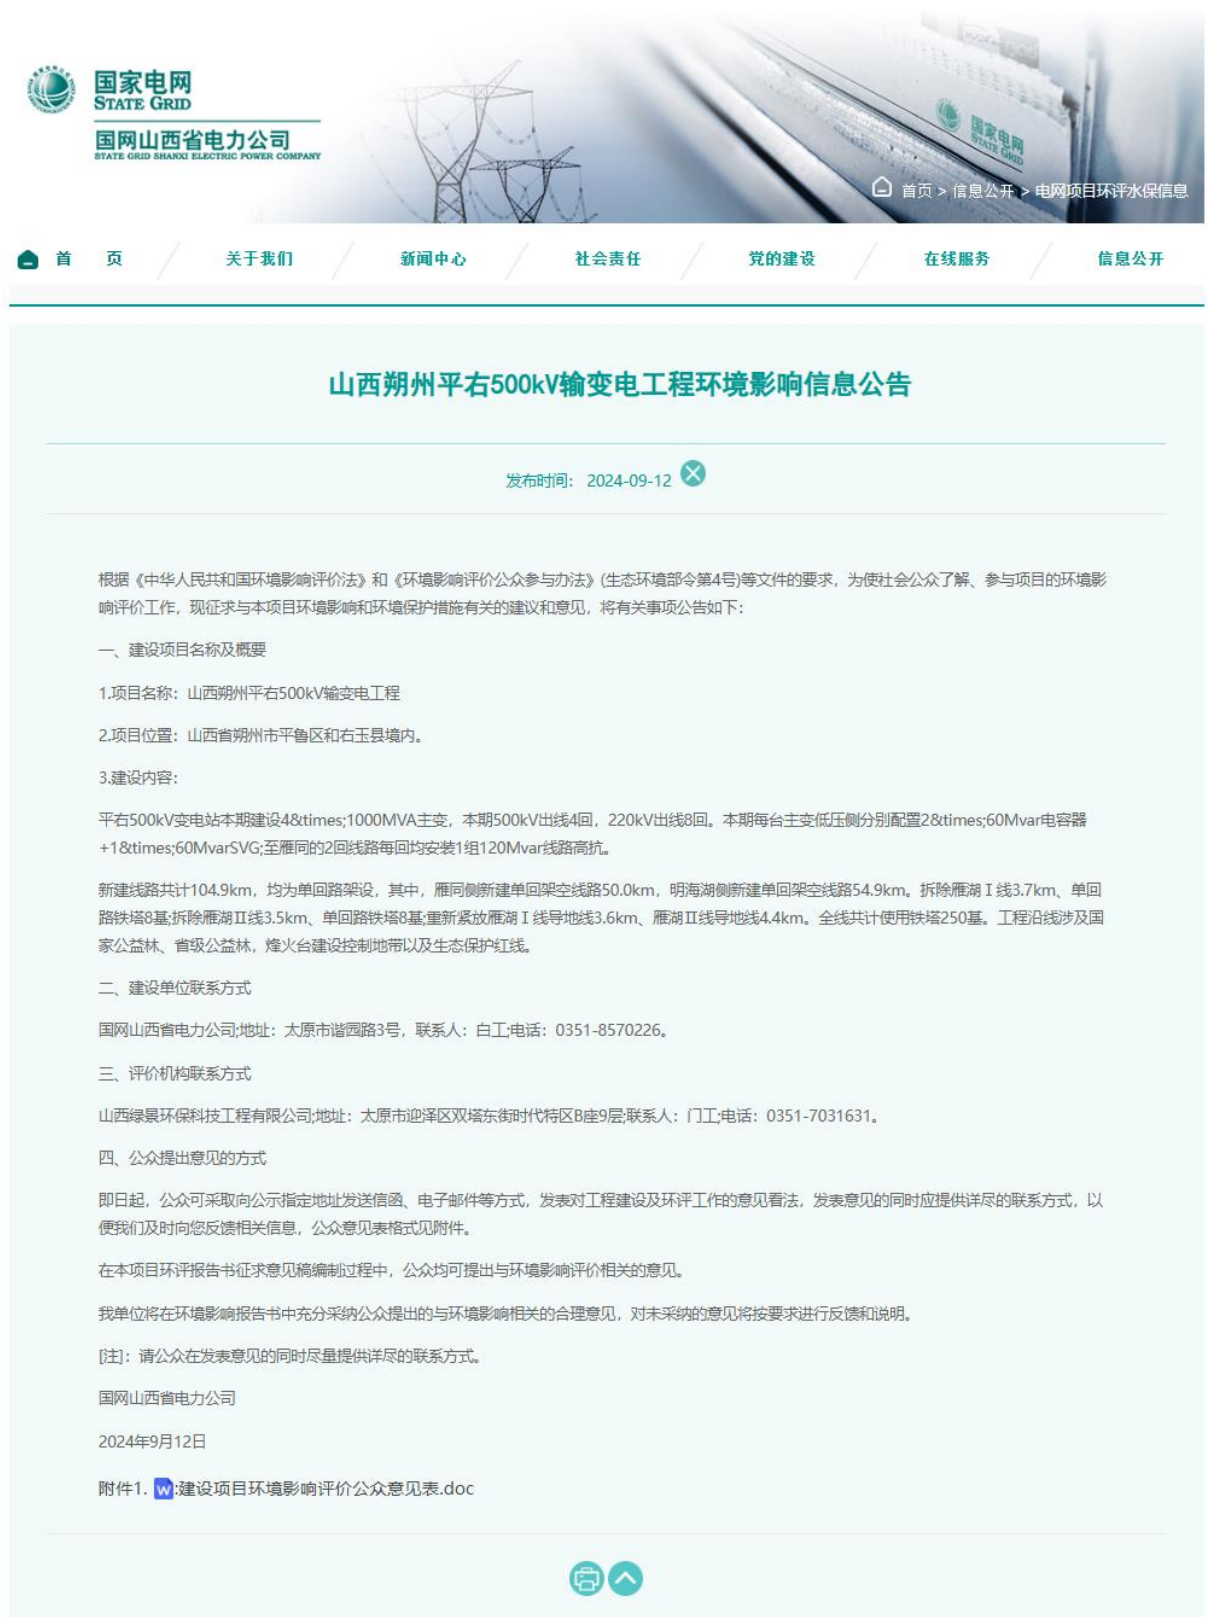 国家电网
STATE GRID
国网山西省电力公司
STATE GRID SHANXI ELECTRIC POWER COMPANY
国家电网
STATE GRID
首页 > 信息公开 > 电网项目环评水保信息
首 页 关于我们 新闻中心 社会责任 党的建设 在线服务 信息公开
山西朔州平右500kV输变电工程环境影响信息公告
发布时间: 2024-09-12
根据《中华人民共和国环境影响评价法》和《环境影响评价公众参与办法》(生态环境部令第4号)等文件的要求，为使社会公众了解、参与项目的环境影
响评价工作，现征求与本项目环境影响和环境保护措施有关的建议和意见，将有关事项公告如下：
一、建设项目名称及概要
1.项目名称：山西朔州平右500kV输变电工程
2.项目位置：山西省朔州市平鲁区和右玉县境内。
3.建设内容：
平右500kV变电站本期建设4&times;1000MVA主变，本期500kV出线4回，220kV出线8回。本期每台主变低压侧分别配置2&times;60Mvar电容器
+1&times;60MvarSVG;至雁同的2回线路每回均安装1组120Mvar线路高抗。
新建线路共计104.9km，均为单回路架设，其中，雁同侧新建单回架空线路50.0km，明海湖侧新建单回架空线路54.9km。拆除雁湖Ⅰ线3.7km、单回
路铁塔8基;拆除雁湖Ⅱ线3.5km、单回路铁塔8基;重新紧放雁湖Ⅰ线导地线3.6km、雁湖Ⅱ线导地线4.4km。全线共计使用铁塔250基。工程沿线涉及国
家公益林、省级公益林，烽火台建设控制地带以及生态保护红线。
二、建设单位联系方式
国网山西省电力公司;地址：太原市谐园路3号，联系人：白工;电话：0351-8570226。
三、评价机构联系方式
山西绿景环保科技工程有限公司;地址：太原市迎泽区双塔东街时代特区B座9层;联系人：门工;电话：0351-7031631。
四、公众提出意见的方式
即日起，公众可采取向公示指定地址发送信函、电子邮件等方式，发表对工程建设及环评工作的意见看法，发表意见的同时应提供详尽的联系方式，以
便我们及时向您反馈相关信息，公众意见表格式见附件。
在本项目环评报告书征求意见稿编制过程中，公众均可提出与环境影响评价相关的意见。
我单位将在环境影响报告书中充分采纳公众提出的与环境影响相关的合理意见，对未采纳的意见将按要求进行反馈和说明。
[注]：请公众在发表意见的同时尽量提供详尽的联系方式。
国网山西省电力公司
2024年9月12日
附件1. W:建设项目环境影响评价公众意见表.doc